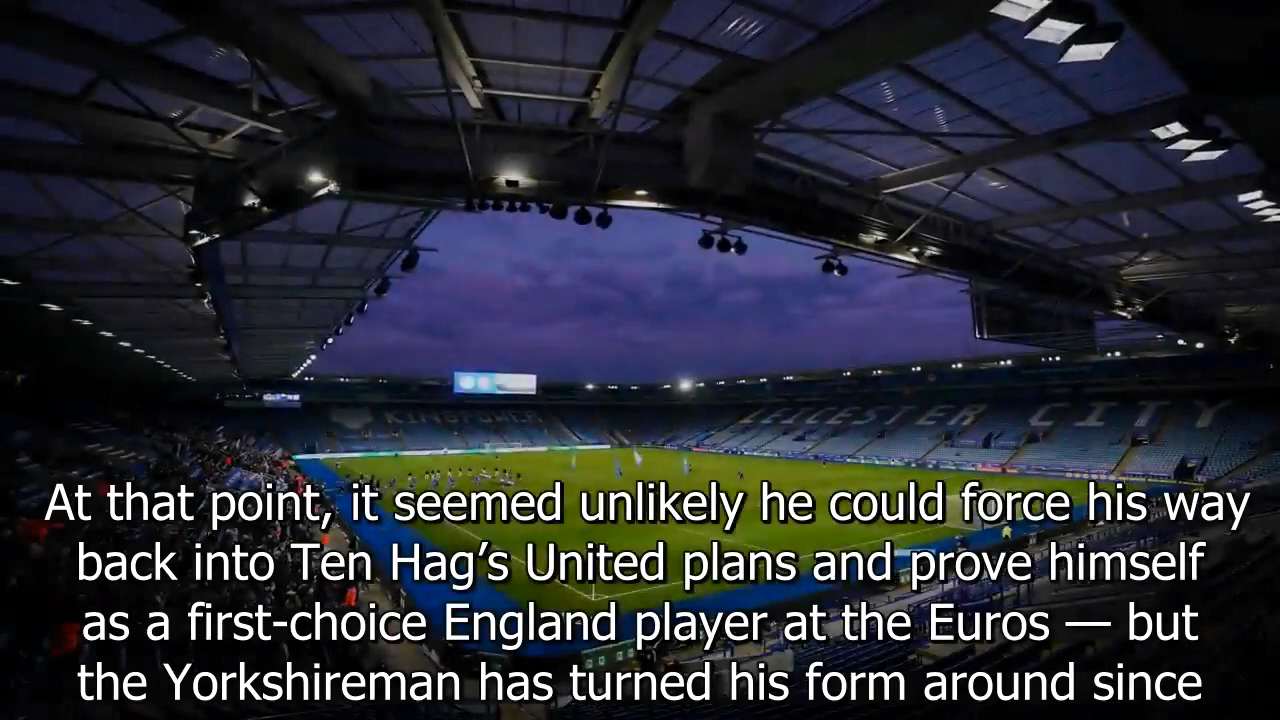 KINGPOWER
LEICESTER CITY
At that point, it seemed unlikely he could force his way
back into Ten Hag’s United plans and prove himself
as a first-choice England player at the Euros — but
the Yorkshireman has turned his form around since